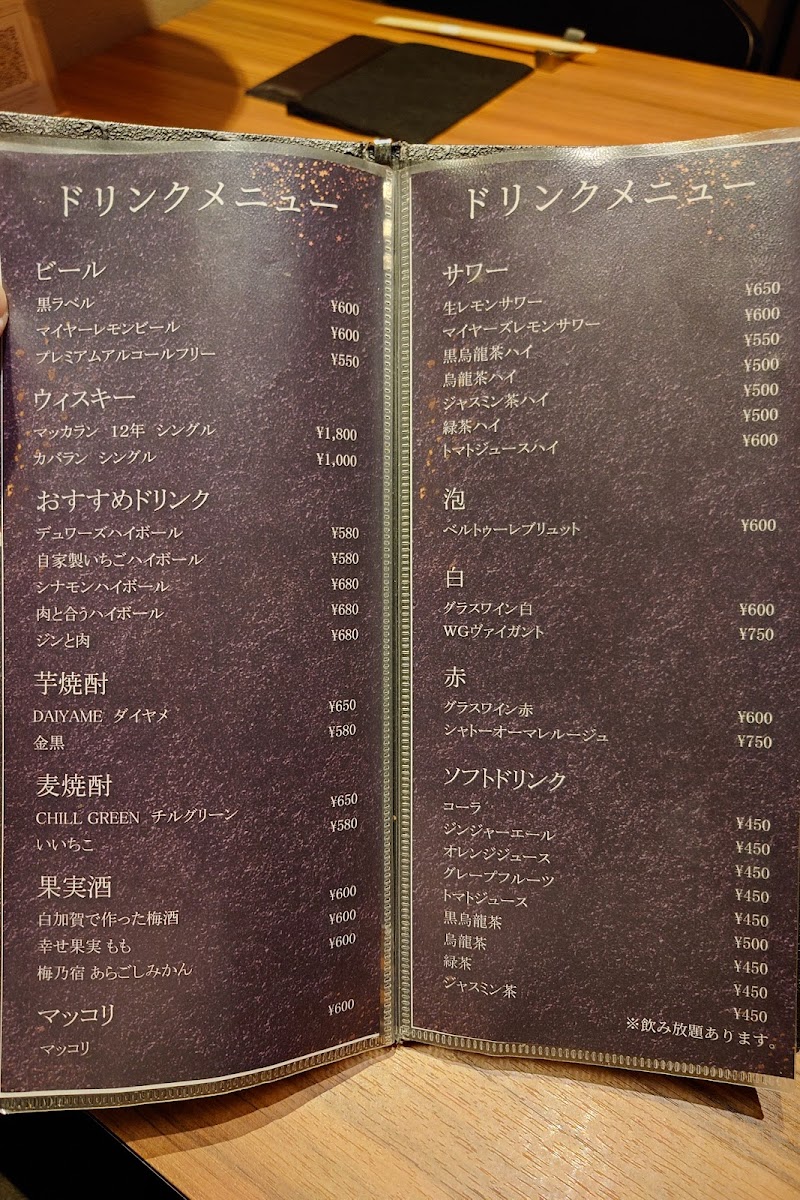 ドリンクメニュー
ビール
黒ラベル ¥600
マイヤーレモンビール ¥600
プレミアムアルコールフリー ¥550
ウィスキー
マッカラン 12年 シングル ¥1,800
カバラン シングル ¥1,000
おすすめドリンク
デュワーズハイボール ¥580
自家製いちごハイボール ¥580
シナモンハイボール ¥680
肉と合うハイボール ¥680
ジンと肉 ¥680
芋焼酎
DAIYAME ダイヤメ ¥650
金黒 ¥580
麦焼酎
CHILL GREEN チルグリーン ¥650
いいちこ ¥580
果実酒
白加賀で作った梅酒 ¥600
幸せ果実 もも ¥600
梅乃宿 あらごしみかん ¥600
マッコリ
マッコリ ¥600
ドリンクメニュー
サワー
生レモンサワー ¥650
マイヤーズレモンサワー ¥600
黒烏龍茶ハイ ¥550
烏龍茶ハイ ¥500
ジャスミン茶ハイ ¥500
緑茶ハイ ¥500
トマトジュースハイ ¥600
泡
ベルトゥーレブリュット ¥600
白
グラスワイン白 ¥600
WGヴァイガント ¥750
赤
グラスワイン赤 ¥600
シャトーオーマレルージュ ¥750
ソフトドリンク
コーラ ¥450
ジンジャーエール ¥450
オレンジジュース ¥450
グレープフルーツ ¥450
トマトジュース ¥450
黒烏龍茶 ¥500
烏龍茶 ¥450
緑茶 ¥450
ジャスミン茶 ¥450
※飲み放題あります。